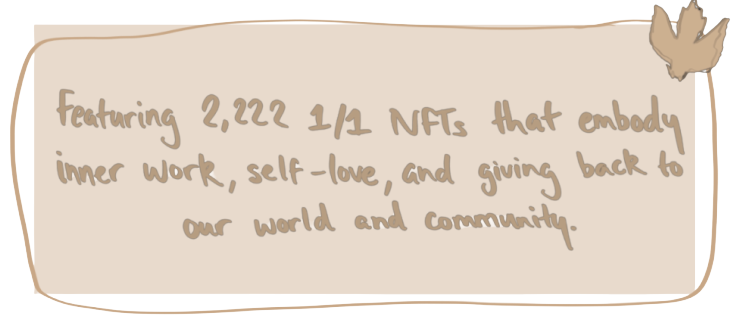 Featuring 2,222 1/1 NFTs that embody
inner work, self-love, and giving back to
our world and community.